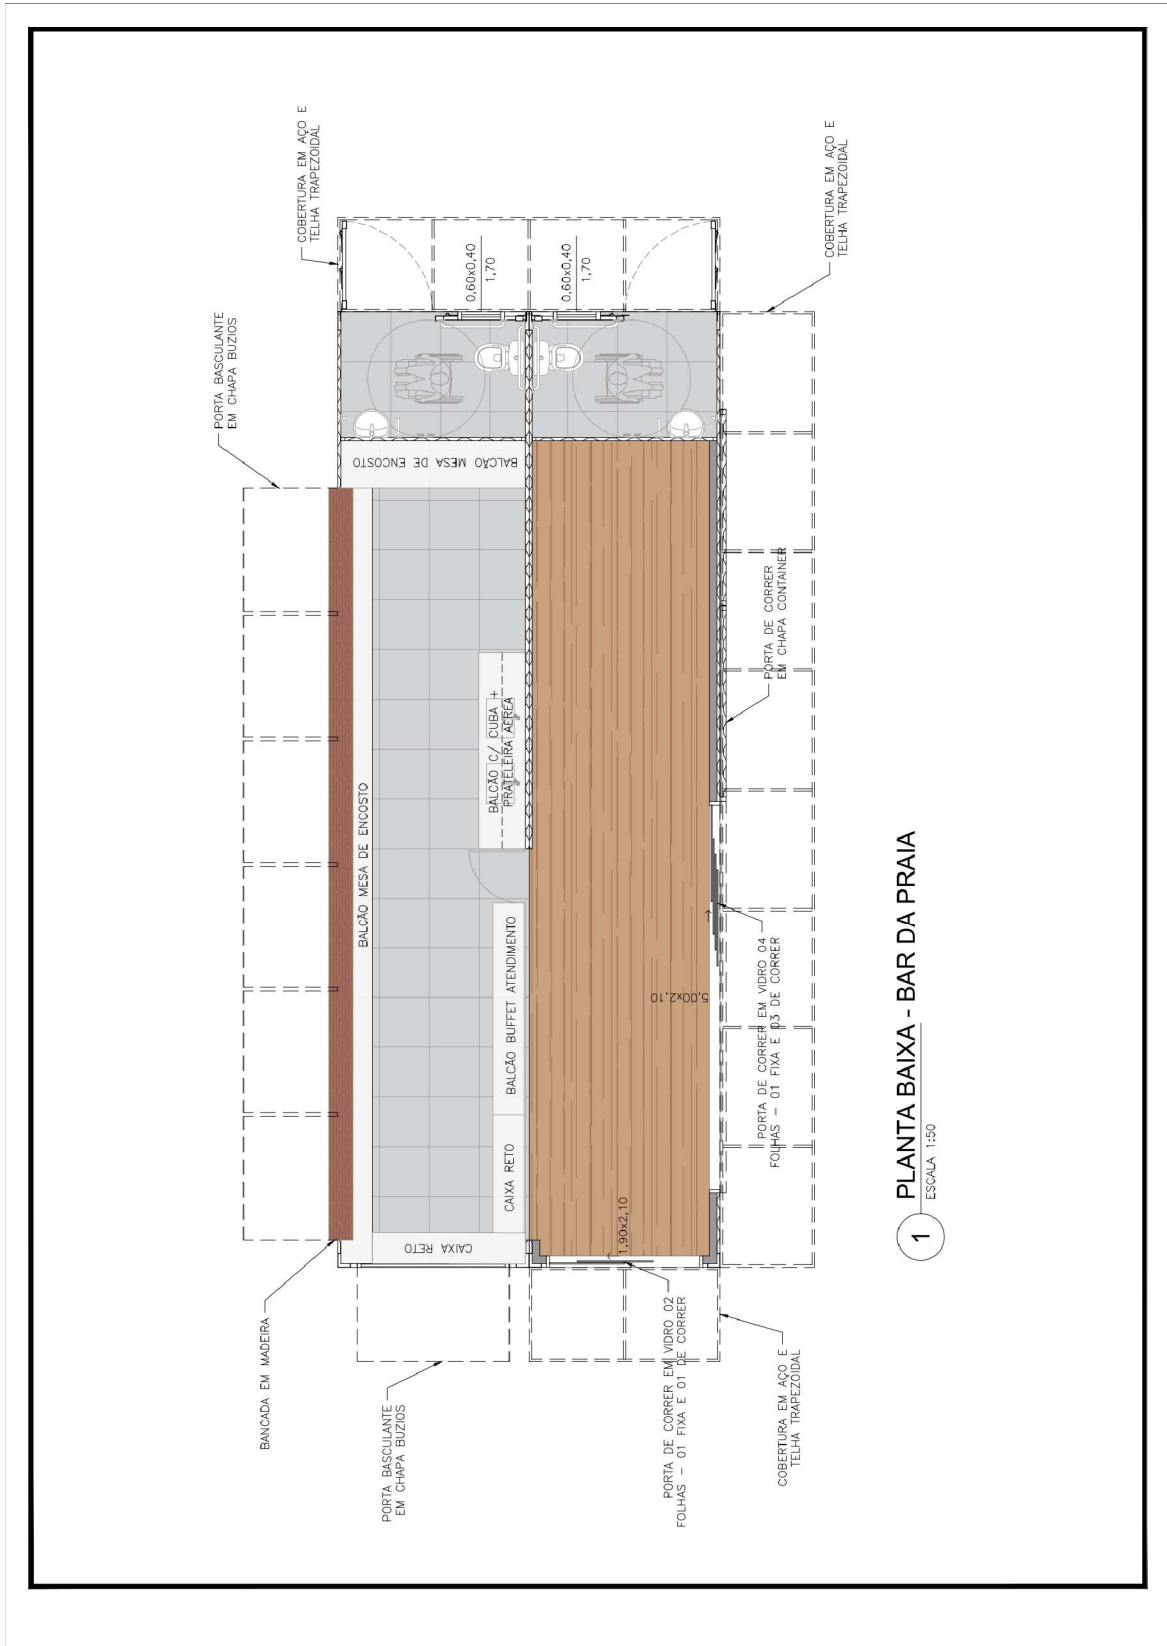 COBERTURA EM AÇO E
TELHA TRAPEZOIDAL
COBERTURA EM AÇO E
TELHA TRAPEZOIDAL
PORTA BASCULANTE
EM CHAPA BUZIOS
0,60x0,40
1,70
0,60x0,40
1,70
BALCÃO MESA DE ENCOSTO
BALCÃO C/ CUBA +
PRATELEIRA AÉREA
PORTA DE CORRER
EM CHAPA CONTAINER
BALCÃO MESA DE ENCOSTO
BALCÃO BUFFET ATENDIMENTO
5,00x2,10
PORTA DE CORRER EM VIDRO 04
FOLHAS – 01 FIXA E 03 DE CORRER
CAIXA RETO
CAIXA RETO
1,90x2,10
BANCADA EM MADEIRA
PORTA BASCULANTE
EM CHAPA BUZIOS
PORTA DE CORRER EM VIDRO 02
FOLHAS – 01 FIXA E 01 DE CORRER
COBERTURA EM AÇO E
TELHA TRAPEZOIDAL
1
PLANTA BAIXA - BAR DA PRAIA
ESCALA 1:50